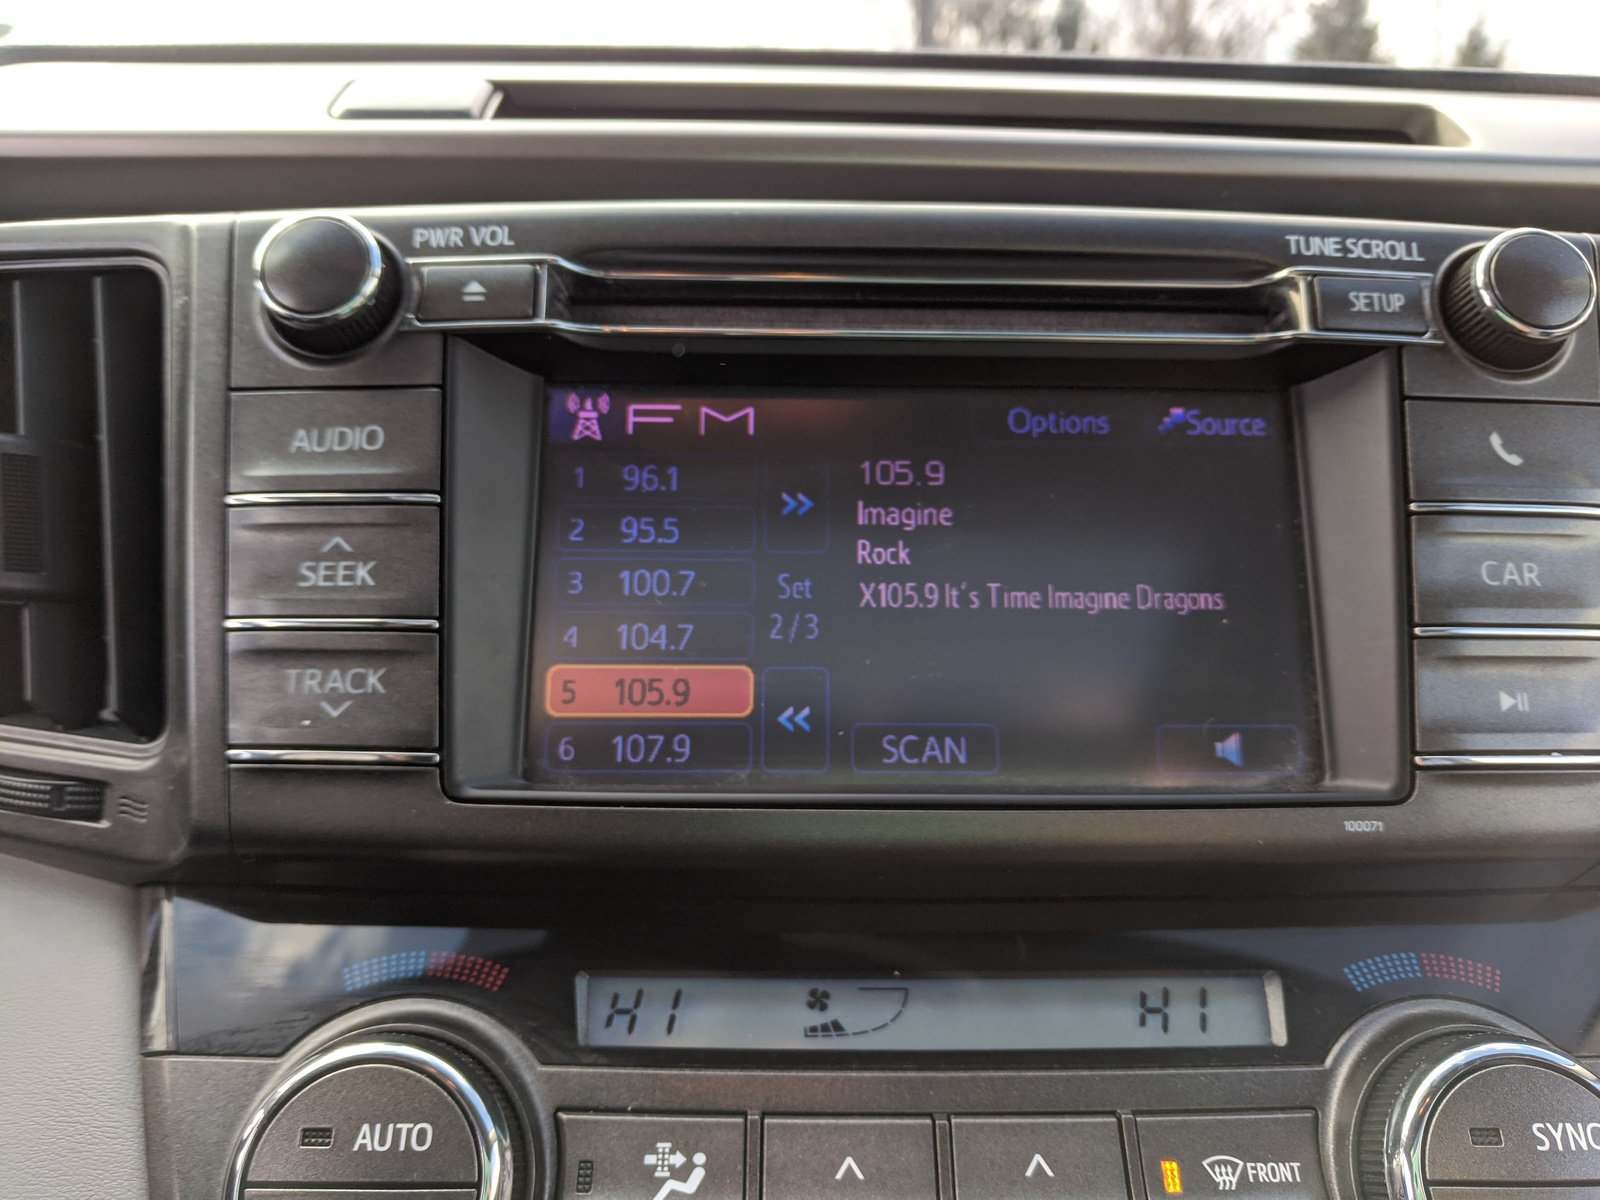 PWR VOL
TUNE SCROLL
SETUP
AUDIO
SEEK
TRACK
FM
Options
Source
1 96.1
2 95.5
3 100.7
4 104.7
5 105.9
6 107.9
Set
2/3
105.9
Imagine
Rock
X105.9 It's Time Imagine Dragons
SCAN
CAR
100071
HI
HI
AUTO
FRONT
SYNC